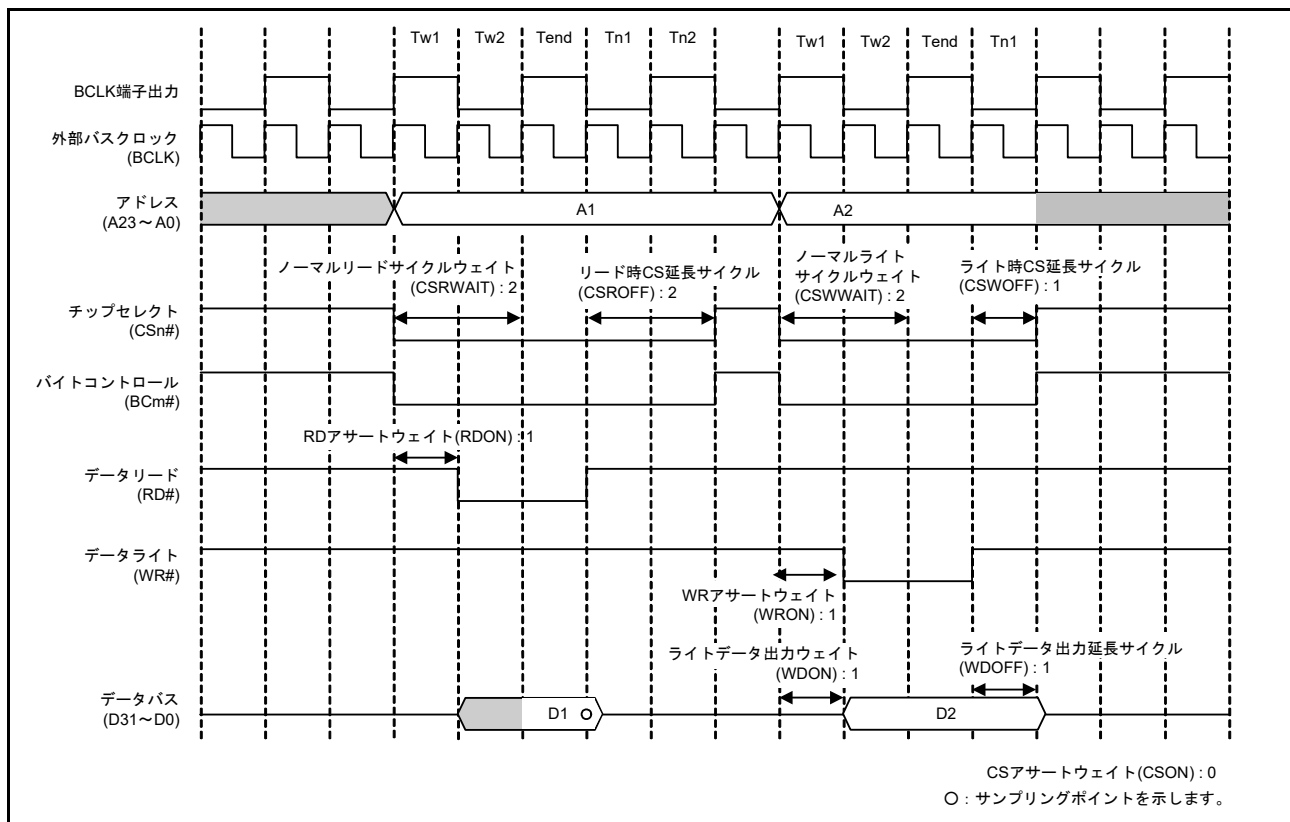 Tw1 Tw2 Tend Tn1 Tn2 Tw1 Tw2 Tend Tn1
BCLK端子出力
外部バスクロック
(BCLK)
アドレス
(A23～A0)
A1
A2
ノーマルリードサイクルウェイト
(CSRWAIT) : 2
リード時CS延長サイクル
(CSROFF) : 2
ノーマルライト
サイクルウェイト
(CSWWAIT) : 2
ライト時CS延長サイクル
(CSWOFF) : 1
チップセレクト
(CSn#)
バイトコントロール
(BCm#)
RDアサートウェイト(RDON) : 1
データリード
(RD#)
データライト
(WR#)
WRアサートウェイト
(WRON) : 1
ライトデータ出力ウェイト
(WDON) : 1
ライトデータ出力延長サイクル
(WDOFF) : 1
データバス
(D31～D0)
D1
D2
CSアサートウェイト(CSON) : 0
○ : サンプリングポイントを示します。